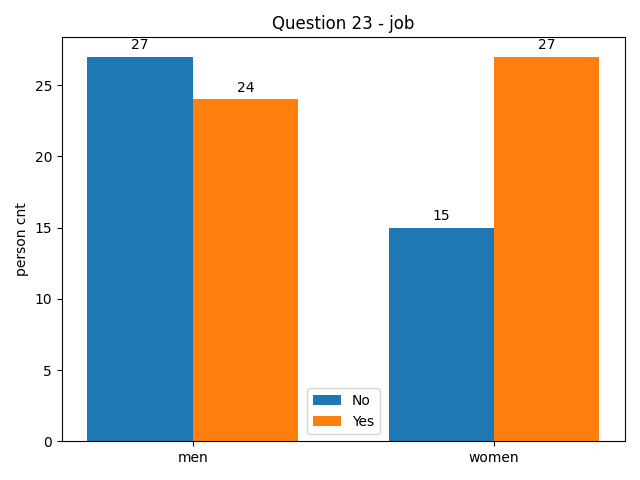 Question 23 - job
27
24
15
27
person cnt
25
20
15
10
5
0
men
women
No
Yes